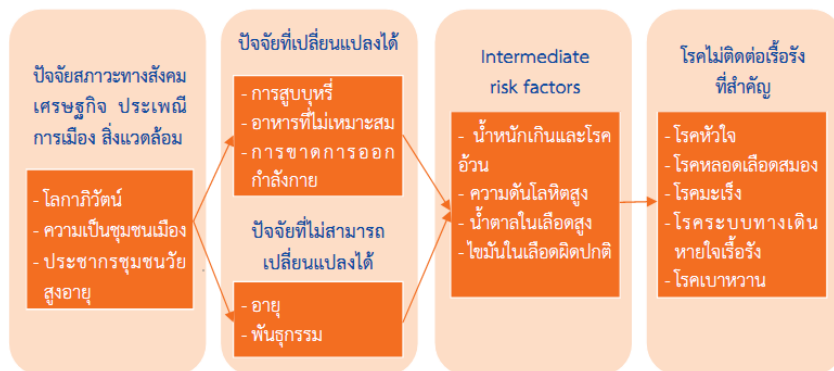 ปัจจัยสภาวะทางสังคม
เศรษฐกิจ ประเพณี
การเมือง สิ่งแวดล้อม
- โลกาภิวัตน์
- ความเป็นชุมชนเมือง
- ประชากรชุมชนวัย
สูงอายุ
ปัจจัยที่เปลี่ยนแปลงได้
- การสูบบุหรี่
- อาหารที่ไม่เหมาะสม
- การขาดการออก
กำลังกาย
ปัจจัยที่ไม่สามารถ
เปลี่ยนแปลงได้
- อายุ
- พันธุกรรม
Intermediate
risk factors
- น้ำหนักเกินและโรค
อ้วน
- ความดันโลหิตสูง
- น้ำตาลในเลือดสูง
- ไขมันในเลือดผิดปกติ
โรคไม่ติดต่อเรื้อรัง
ที่สำคัญ
- โรคหัวใจ
- โรคหลอดเลือดสมอง
- โรคมะเร็ง
- โรคระบบทางเดิน
หายใจเรื้อรัง
- โรคเบาหวาน